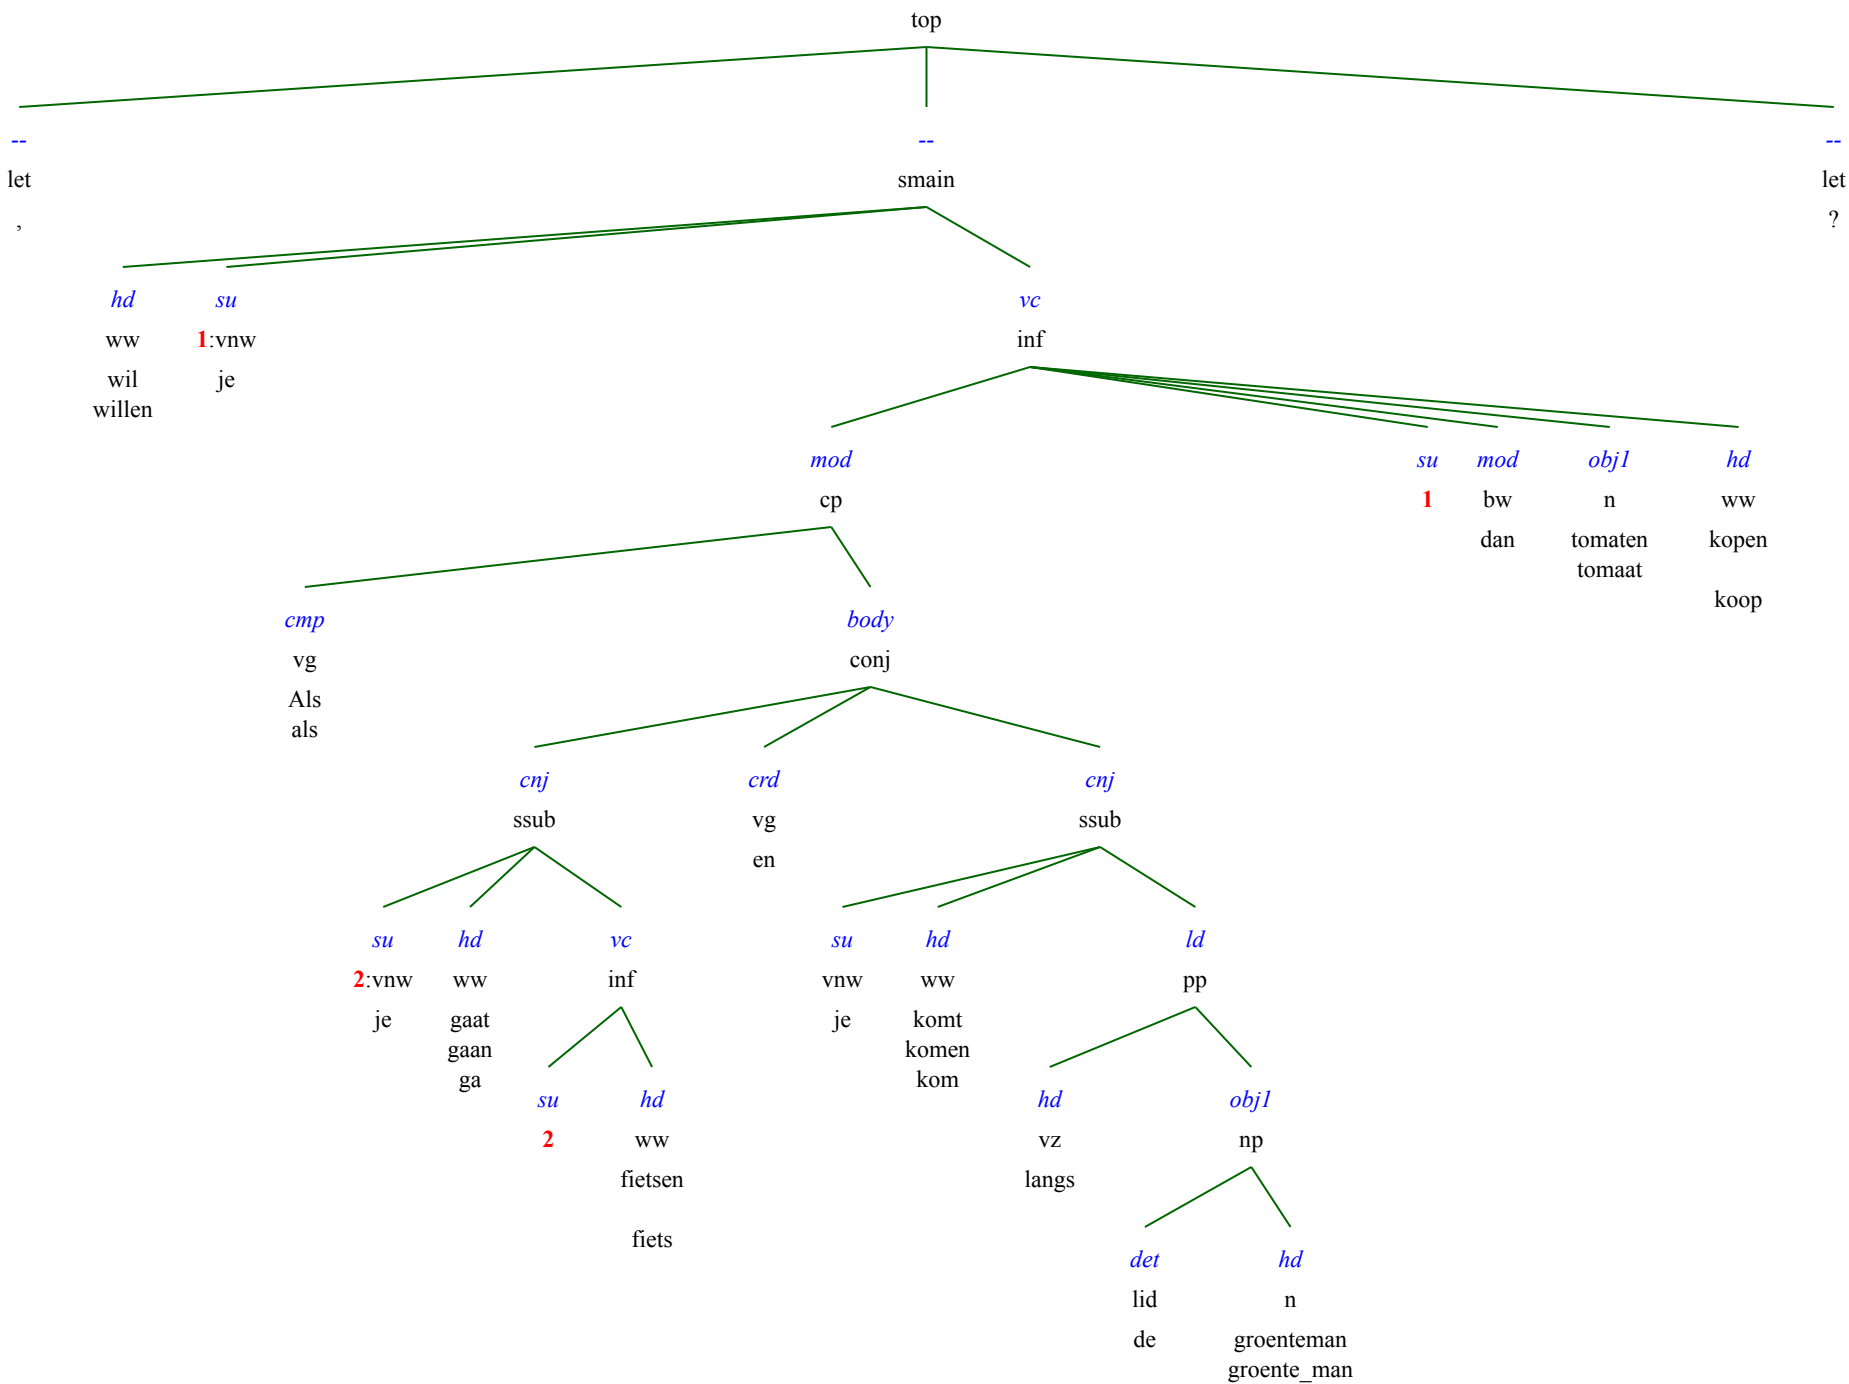 top
-- -- --
let smain let
, ?
hd su vc
ww 1:vnw inf
wil je
willen
mod su mod obj1 hd
cp 1 bw n ww
dan tomaten kopen
tomaat
koop
cmp body
vg conj
Als
als
cnj crd cnj
ssub vg ssub
en
su hd vc su hd ld
2:vnw ww inf vnw ww pp
je gaat je komt
gaan komen
ga kom
su hd hd obj1
2 ww vz np
fietsen langs
fiets
det hd
lid n
de groenteman
groente_man